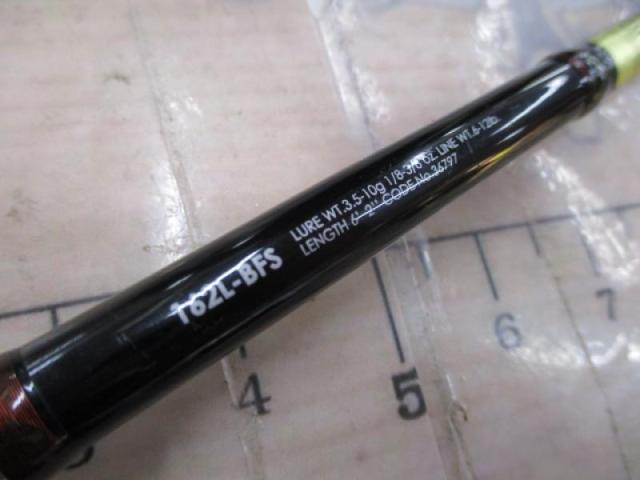 162L-BFS
LURE WT.3.5-10g 1/8-3/8 oz LINE WT.6-12lb.
LENGTH 6'2" CODE No.36797
4
5
6
7